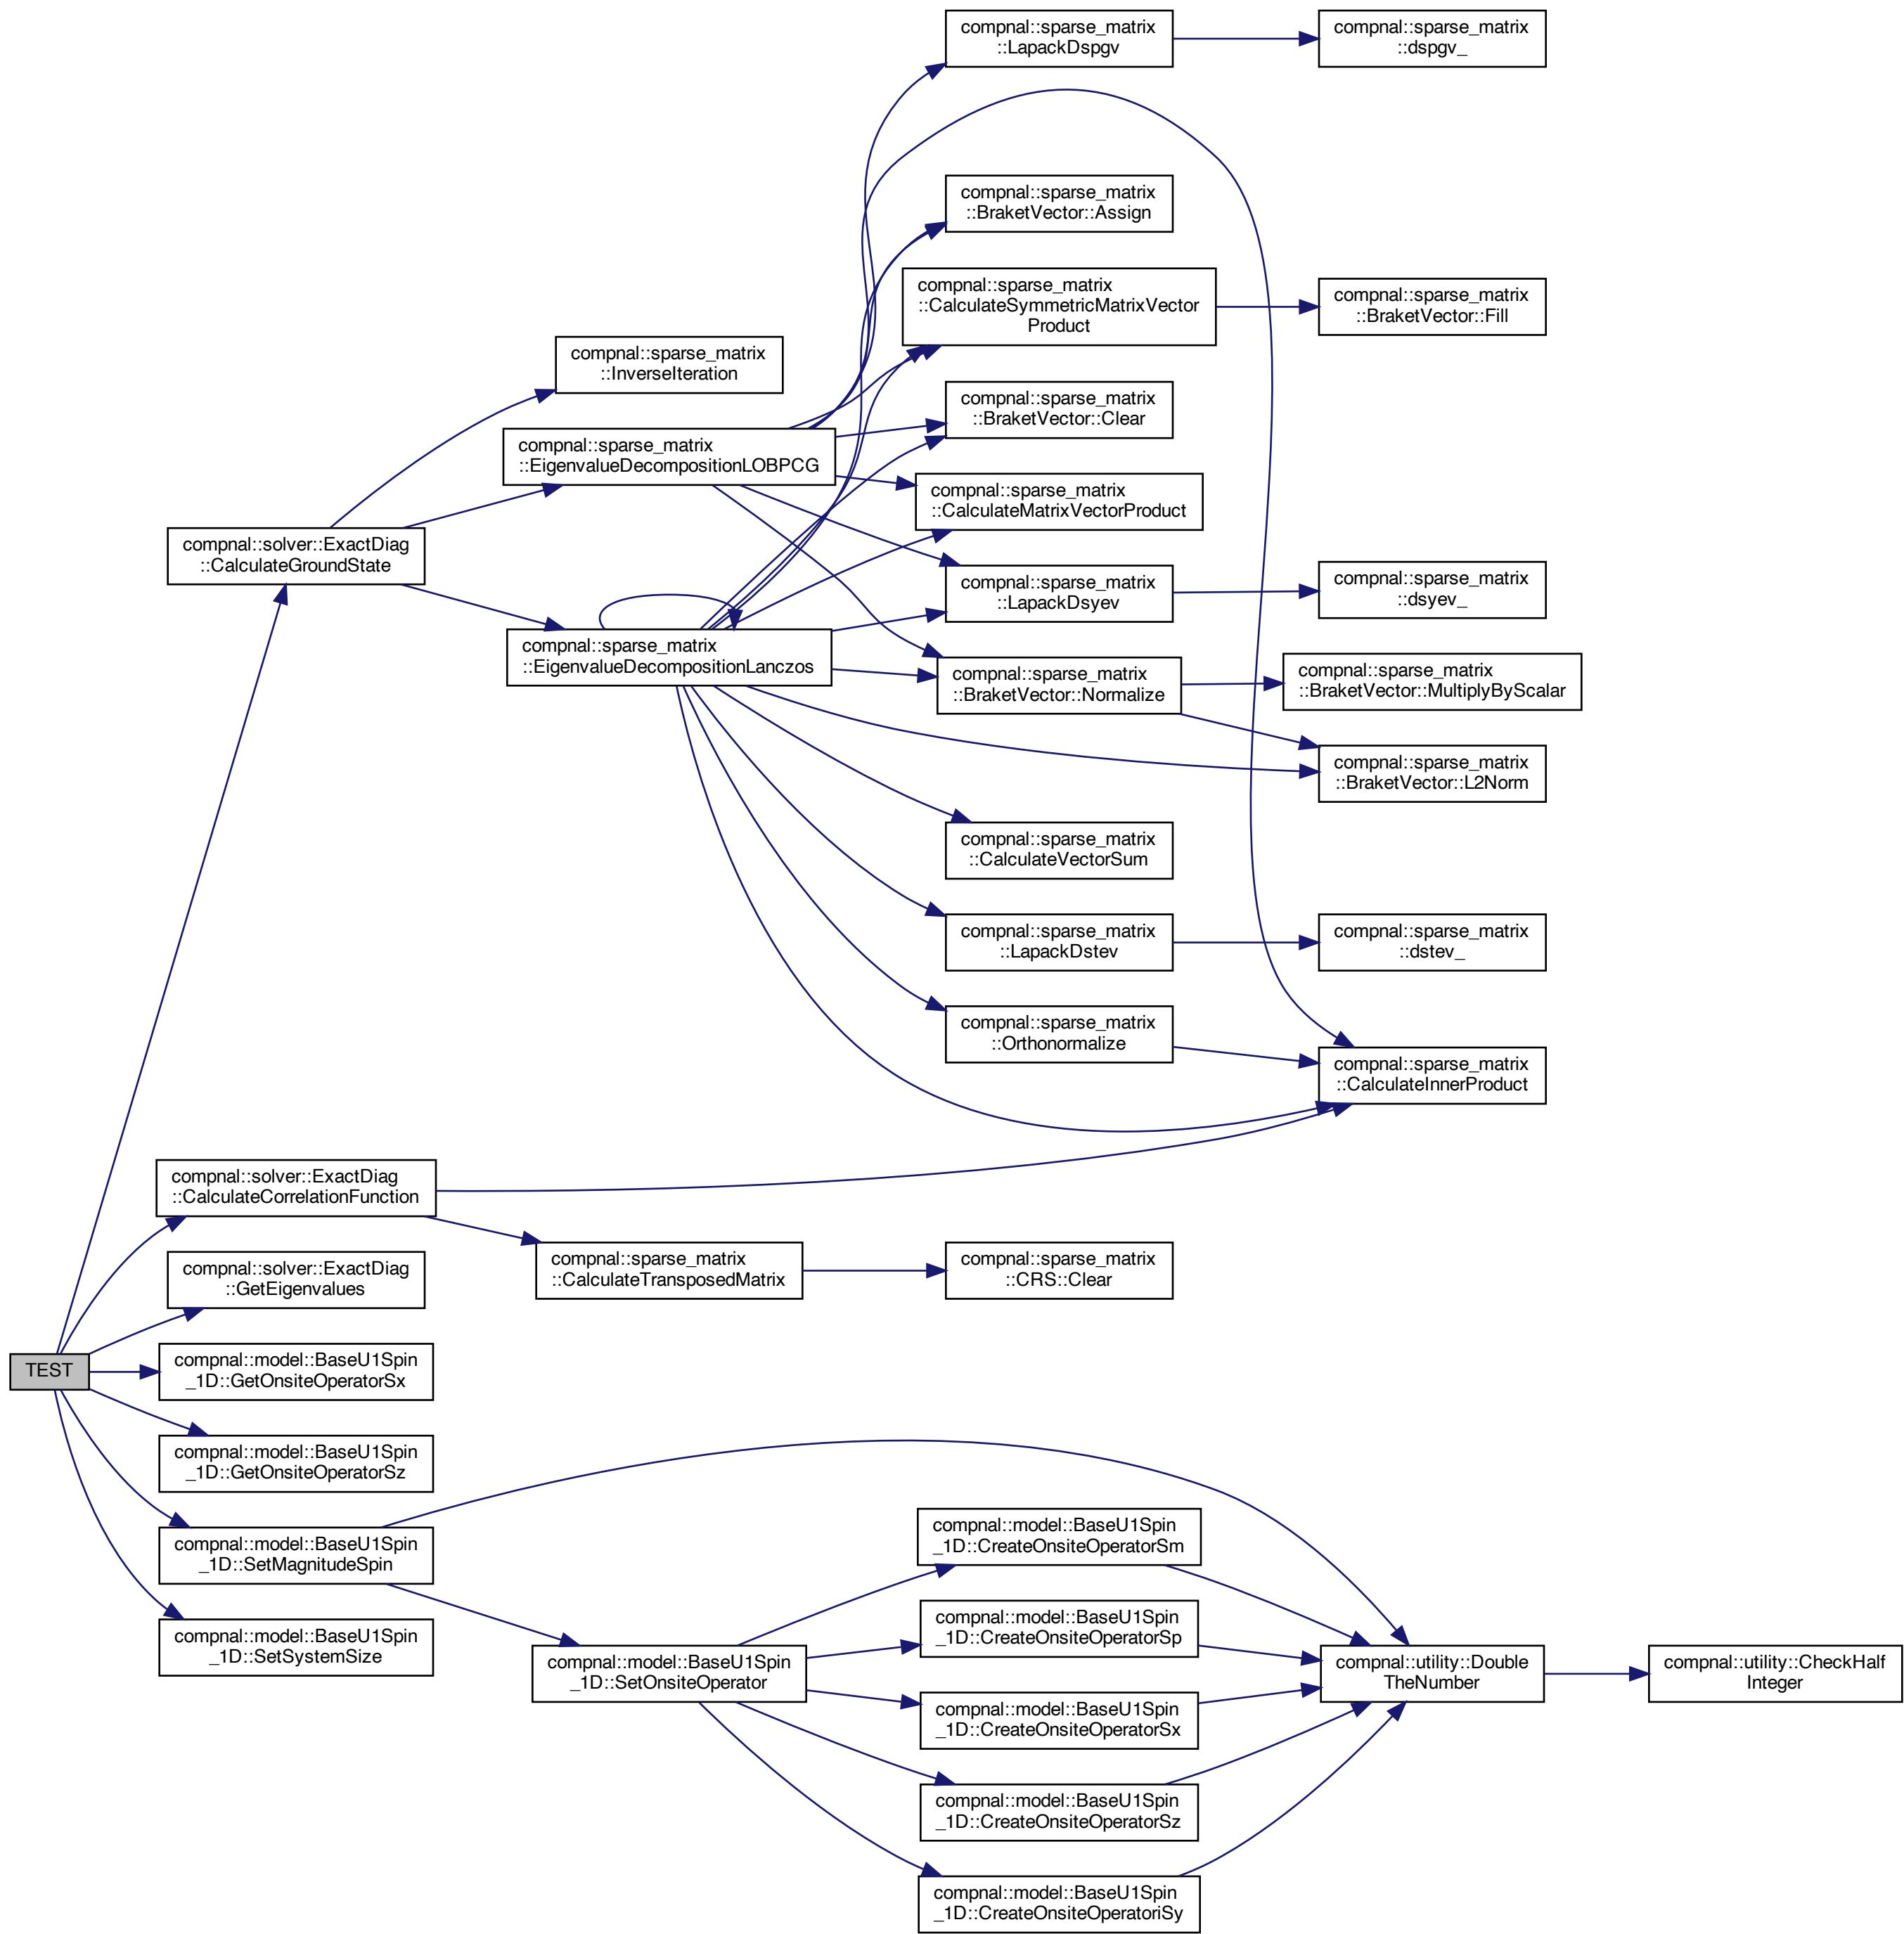 compnal::sparse_matrix
::LapackDspgv
compnal::sparse_matrix
::dspgv_
compnal::sparse_matrix
::BraketVector::Assign
compnal::sparse_matrix
::CalculateSymmetricMatrixVector
Product
compnal::sparse_matrix
::BraketVector::Fill
compnal::sparse_matrix
::InverseIteration
compnal::sparse_matrix
::BraketVector::Clear
compnal::sparse_matrix
::EigenvalueDecompositionLOBPCG
compnal::sparse_matrix
::CalculateMatrixVectorProduct
compnal::solver::ExactDiag
::CalculateGroundState
compnal::sparse_matrix
::LapackDsyev
compnal::sparse_matrix
::dsyev_
compnal::sparse_matrix
::EigenvalueDecompositionLanczos
compnal::sparse_matrix
::BraketVector::Normalize
compnal::sparse_matrix
::BraketVector::MultiplyByScalar
compnal::sparse_matrix
::BraketVector::L2Norm
compnal::sparse_matrix
::CalculateVectorSum
compnal::sparse_matrix
::LapackDstev
compnal::sparse_matrix
::dstev_
compnal::sparse_matrix
::Orthonormalize
compnal::sparse_matrix
::CalculateInnerProduct
compnal::solver::ExactDiag
::CalculateCorrelationFunction
compnal::sparse_matrix
::CalculateTransposedMatrix
compnal::sparse_matrix
::CRS::Clear
compnal::solver::ExactDiag
::GetEigenvalues
TEST
compnal::model::BaseU1Spin
_1D::GetOnsiteOperatorSx
compnal::model::BaseU1Spin
_1D::GetOnsiteOperatorSz
compnal::model::BaseU1Spin
_1D::SetMagnitudeSpin
compnal::model::BaseU1Spin
_1D::CreateOnsiteOperatorSm
compnal::model::BaseU1Spin
_1D::SetSystemSize
compnal::model::BaseU1Spin
_1D::CreateOnsiteOperatorSp
compnal::model::BaseU1Spin
_1D::SetOnsiteOperator
compnal::utility::Double
TheNumber
compnal::utility::CheckHalf
Integer
compnal::model::BaseU1Spin
_1D::CreateOnsiteOperatorSx
compnal::model::BaseU1Spin
_1D::CreateOnsiteOperatorSz
compnal::model::BaseU1Spin
_1D::CreateOnsiteOperatoriSy